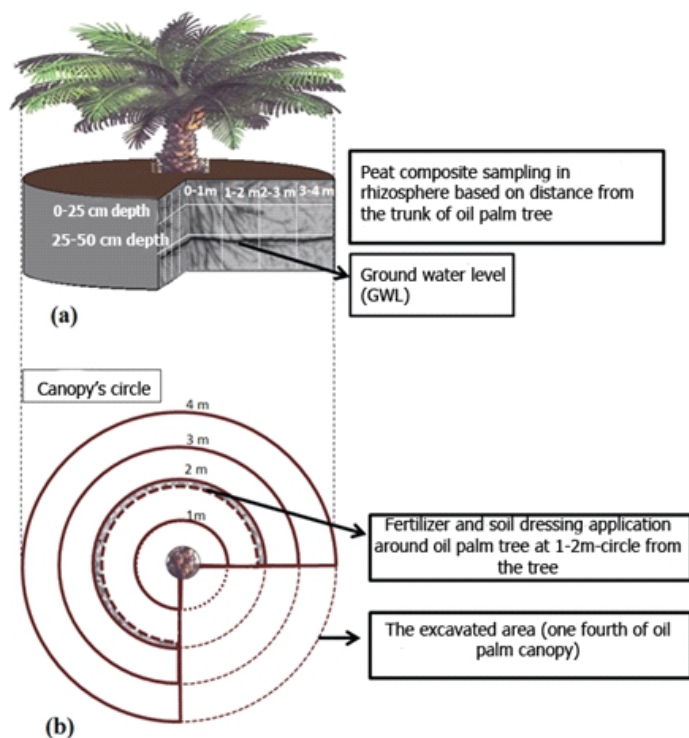 0-1m 1-2 m 2-3 m 3-4 m
0-25 cm depth
25-50 cm depth
Peat composite sampling in
rhizosphere based on distance from
the trunk of oil palm tree
Ground water level
(GWL)
(a)
Canopy's circle
4 m
3 m
2 m
1m
Fertilizer and soil dressing application
around oil palm tree at 1-2m-circle from
the tree
The excavated area (one fourth of oil
palm canopy)
(b)